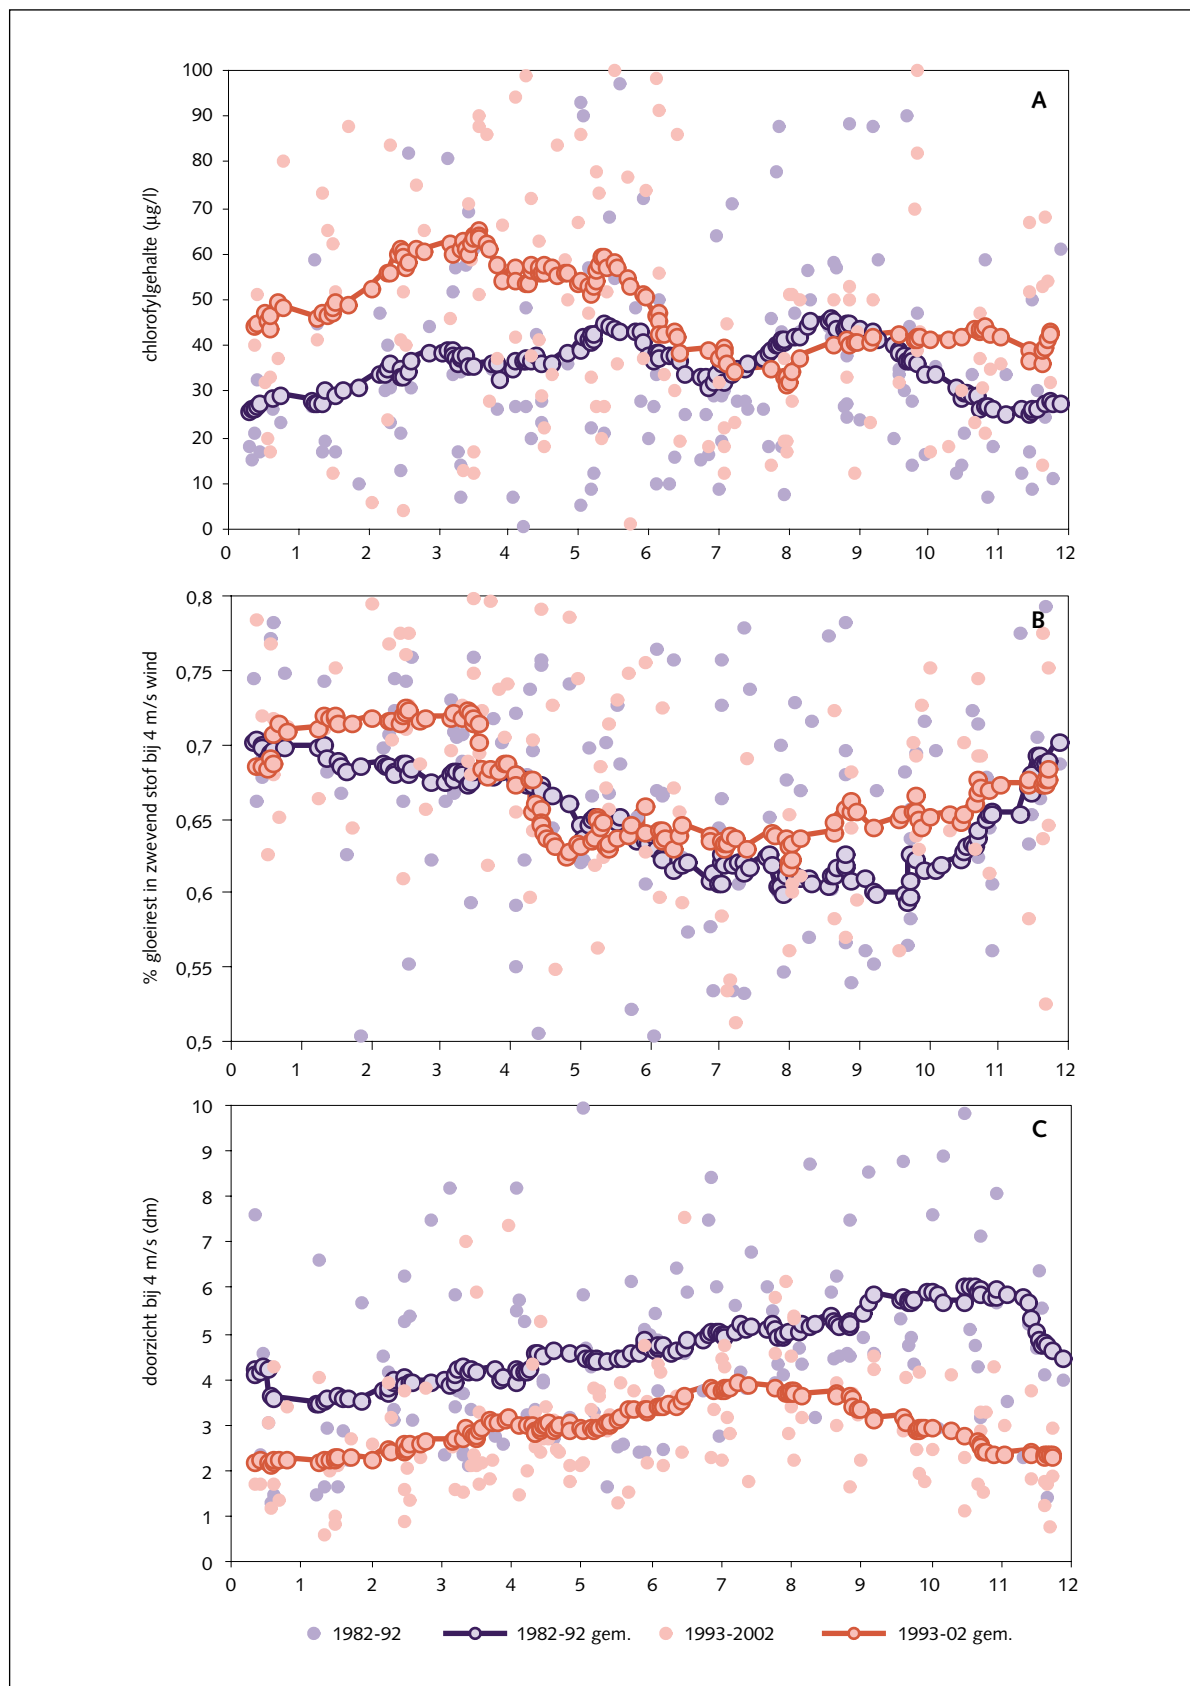 A
chlorofylgehalte (µg/l)
100
90
80
70
60
50
40
30
20
10
0
0 1 2 3 4 5 6 7 8 9 10 11 12
B
% gloeirest in zwevend stof bij 4 m/s wind
0,8
0,75
0,7
0,65
0,6
0,55
0,5
0 1 2 3 4 5 6 7 8 9 10 11 12
C
doorzicht bij 4 m/s (dm)
10
9
8
7
6
5
4
3
2
1
0
0 1 2 3 4 5 6 7 8 9 10 11 12
1982-92 1982-92 gem. 1993-2002 1993-02 gem.